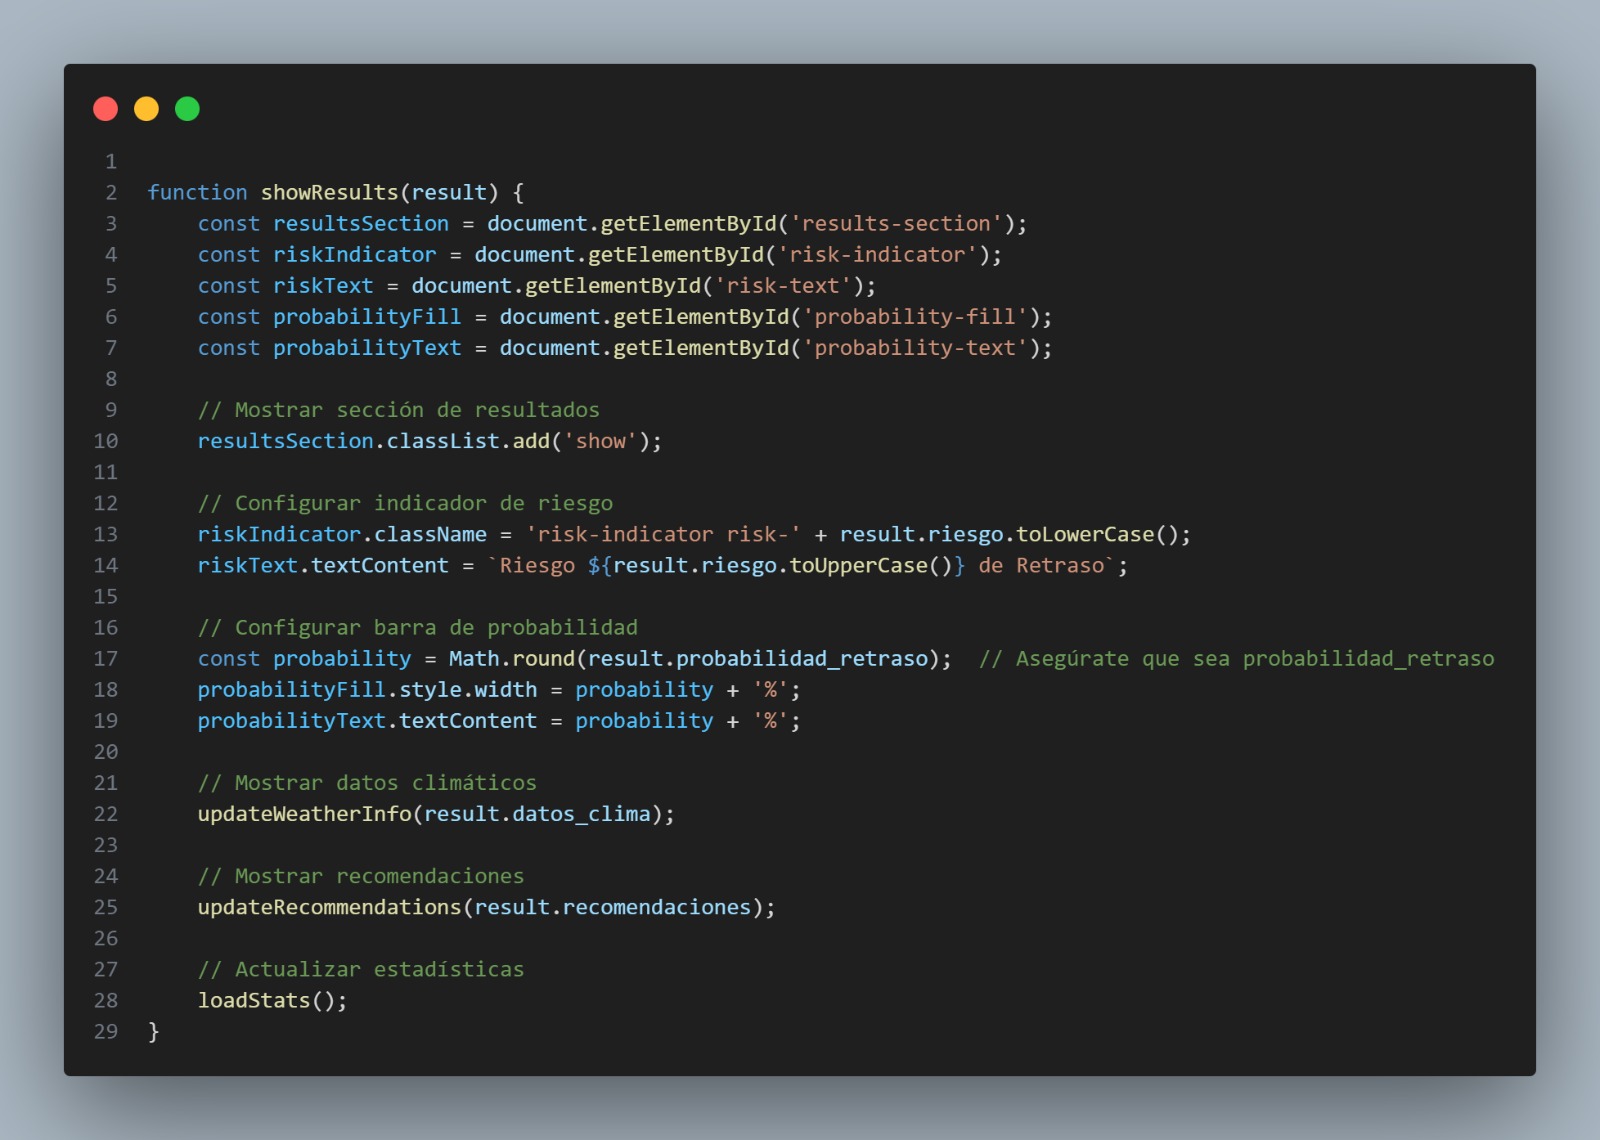 1
2 function showResults(result) {
3     const resultsSection = document.getElementById('results-section');
4     const riskIndicator = document.getElementById('risk-indicator');
5     const riskText = document.getElementById('risk-text');
6     const probabilityFill = document.getElementById('probability-fill');
7     const probabilityText = document.getElementById('probability-text');
8
9     // Mostrar sección de resultados
10     resultsSection.classList.add('show');
11
12     // Configurar indicador de riesgo
13     riskIndicator.className = 'risk-indicator risk-' + result.riesgo.toLowerCase();
14     riskText.textContent = `Riesgo ${result.riesgo.toUpperCase()} de Retraso`;
15
16     // Configurar barra de probabilidad
17     const probability = Math.round(result.probabilidad_retraso);  // Asegúrate que sea probabilidad_retraso
18     probabilityFill.style.width = probability + '%';
19     probabilityText.textContent = probability + '%';
20
21     // Mostrar datos climáticos
22     updateWeatherInfo(result.datos_clima);
23
24     // Mostrar recomendaciones
25     updateRecommendations(result.recomendaciones);
26
27     // Actualizar estadísticas
28     loadStats();
29 }